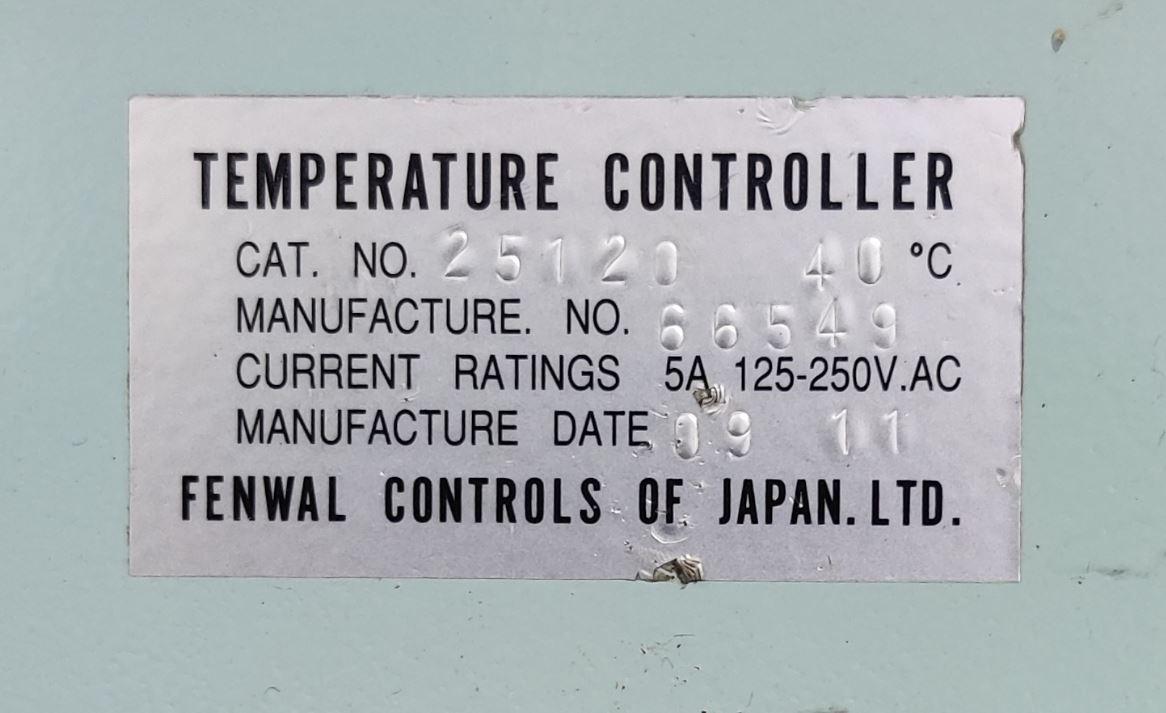 TEMPERATURE CONTROLLER
CAT. NO. 25120 40 °C
MANUFACTURE. NO. 66549
CURRENT RATINGS 5A 125-250V.AC
MANUFACTURE DATE 09 11
FENWAL CONTROLS OF JAPAN. LTD.